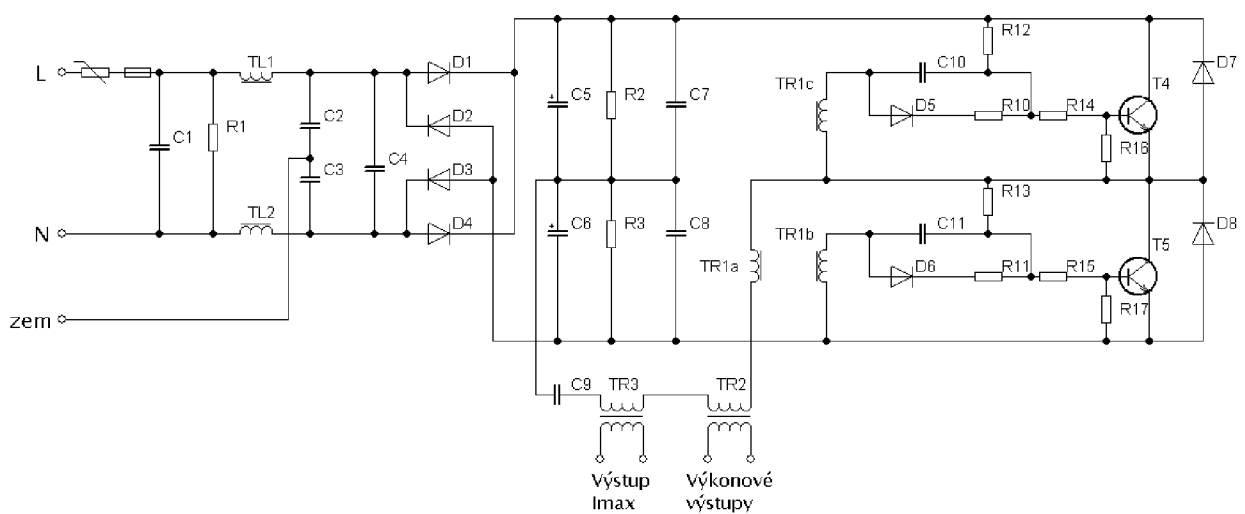 R12
D1
TL1
L
C10
D7
TR1c
T4
C5
R2
C7
D5
R10
R14
D2
C2
C1
R1
R16
C3
D3
C4
R13
TL2
N
D4
C6
R3
C8
C11
D8
TR1b
T5
TR1a
D6
R11
R15
R17
zem
C9
TR3
TR2
Výstup
Imax
Výkonové
výstupy